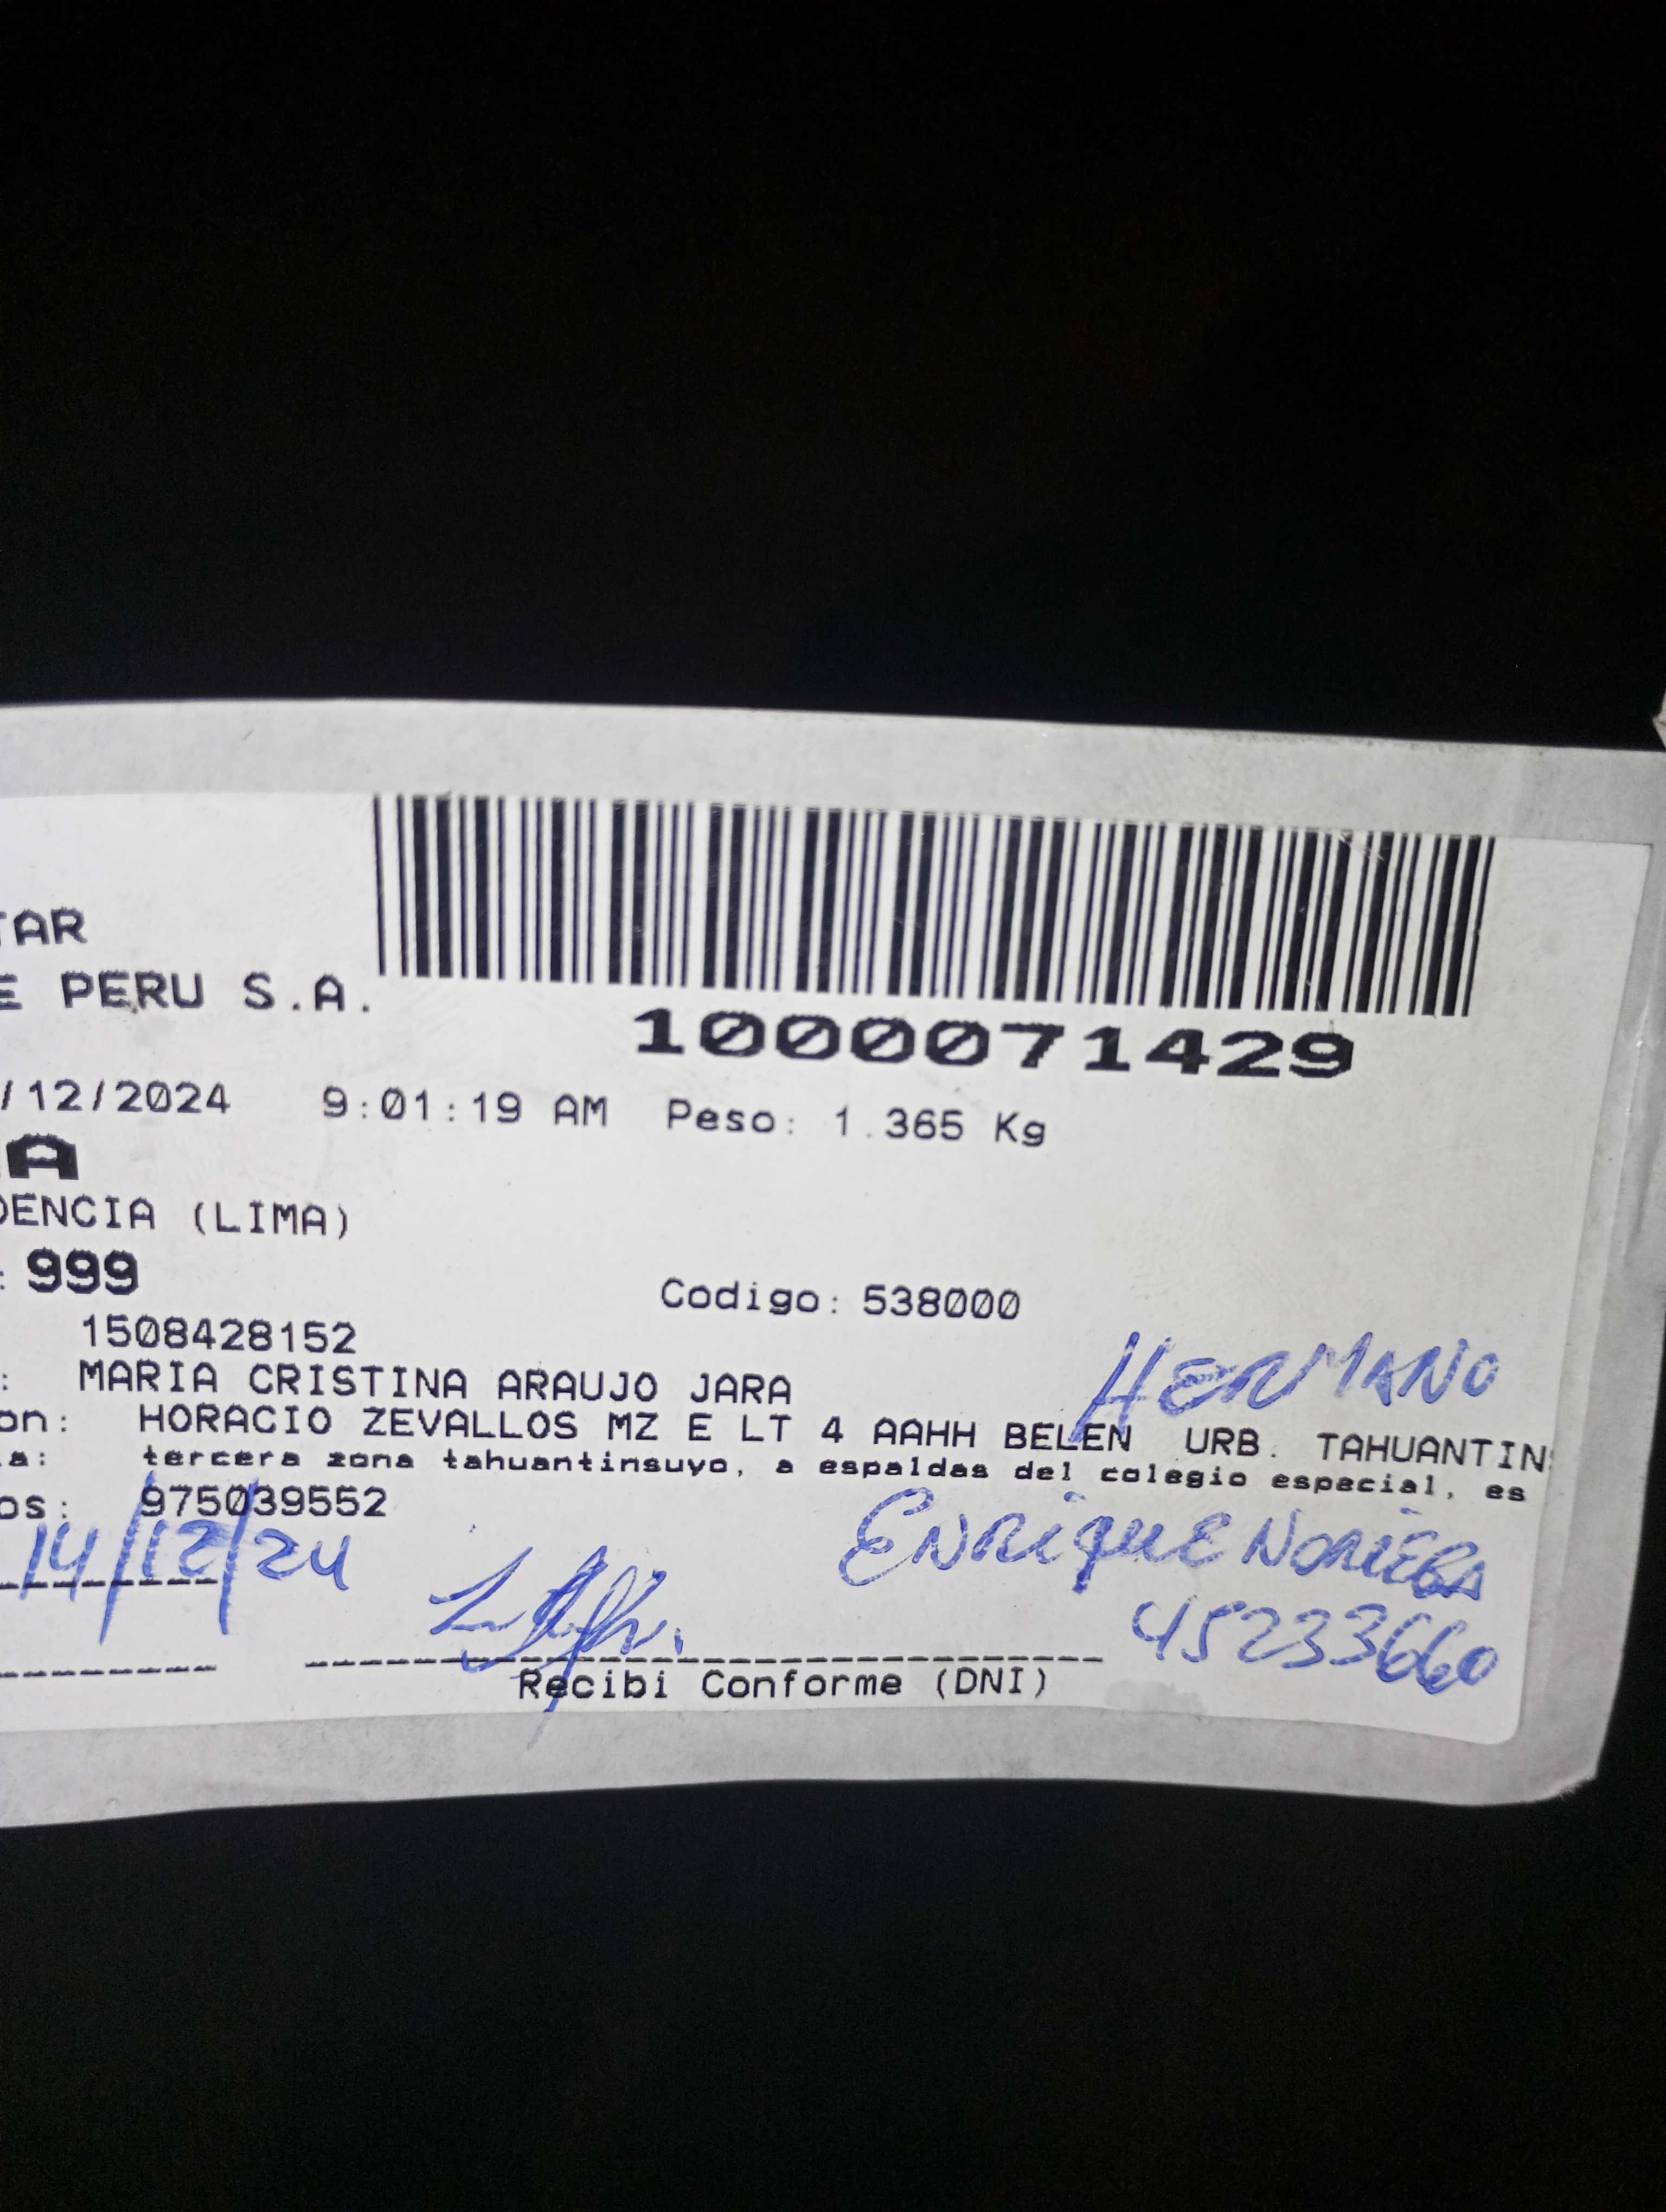 TAR
E PERU S.A.
1000071429
/12/2024 9:01:19 AM Peso: 1.365 Kg
A
DENCIA (LIMA)
: 999 Codigo: 538000
1508428152
HERMANO
: MARIA CRISTINA ARAUJO JARA
on: HORACIO ZEVALLOS MZ E LT 4 AAHH BELEN URB. TAHUANTIN
a: tercera zona tahuantinsuyo, a espaldas del colegio especial, es
os: 975039552
14/12/24 Enrique Noriega
45233660
Recibi Conforme (DNI)